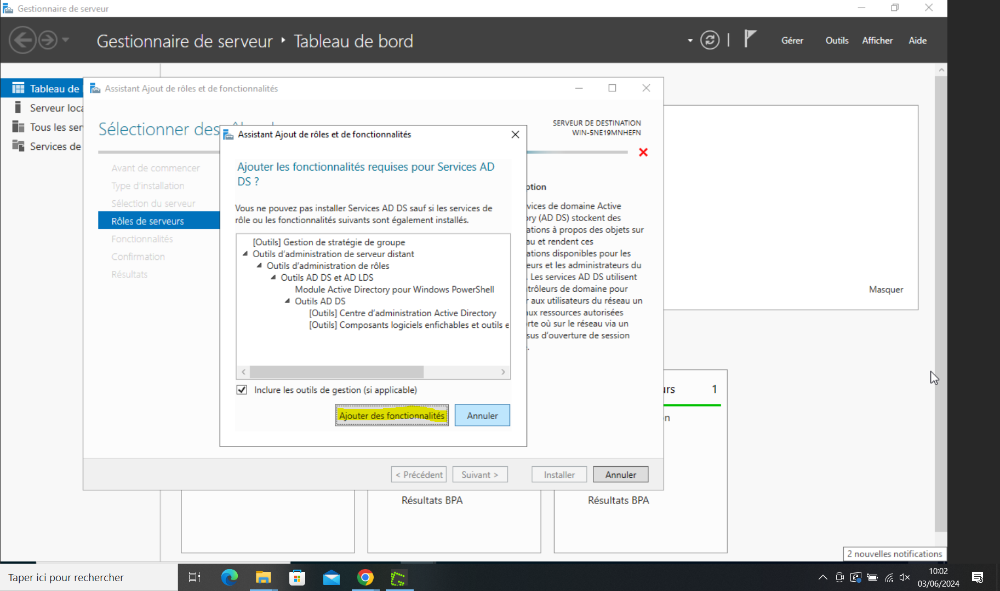 Gestionnaire de serveur
Gestionnaire de serveur
Tableau de bord
Gérer
Outils
Afficher
Aide
Tableau de
Serveur loca
Tous les ser
Services de
Assistant Ajout de rôles et de fonctionnalités
Sélectionner des
SERVEUR DE DESTINATION
WIN-5NE19MNHEFN
Avant de commencer
Type d'installation
Sélection du serveur
Rôles de serveurs
Fonctionnalités
Confirmation
Résultats
Assistant Ajout de rôles et de fonctionnalités
Ajouter les fonctionnalités requises pour Services AD
DS ?
Vous ne pouvez pas installer Services AD DS sauf si les services de
rôle ou les fonctionnalités suivants sont également installés.
[Outils] Gestion de stratégie de groupe
Outils d'administration de serveur distant
Outils d'administration de rôles
Outils AD DS et AD LDS
Module Active Directory pour Windows PowerShell
Outils AD DS
[Outils] Centre d'administration Active Directory
[Outils] Composants logiciels enfichables et outils e
Inclure les outils de gestion (si applicable)
Ajouter des fonctionnalités
Annuler
ption
vices de domaine Active
ory (AD DS) stockent des
ations à propos des objets sur
au et rendent ces
ations disponibles pour les
eurs et les administrateurs du
. Les services AD DS utilisent
trôleurs de domaine pour
r aux utilisateurs du réseau un
aux ressources autorisées
rte où sur le réseau via un
sus d'ouverture de session
< Précédent
Suivant >
Installer
Annuler
Masquer
urs 1
n
Résultats BPA
Résultats BPA
2 nouvelles notifications
Taper ici pour rechercher
10:02
03/06/2024